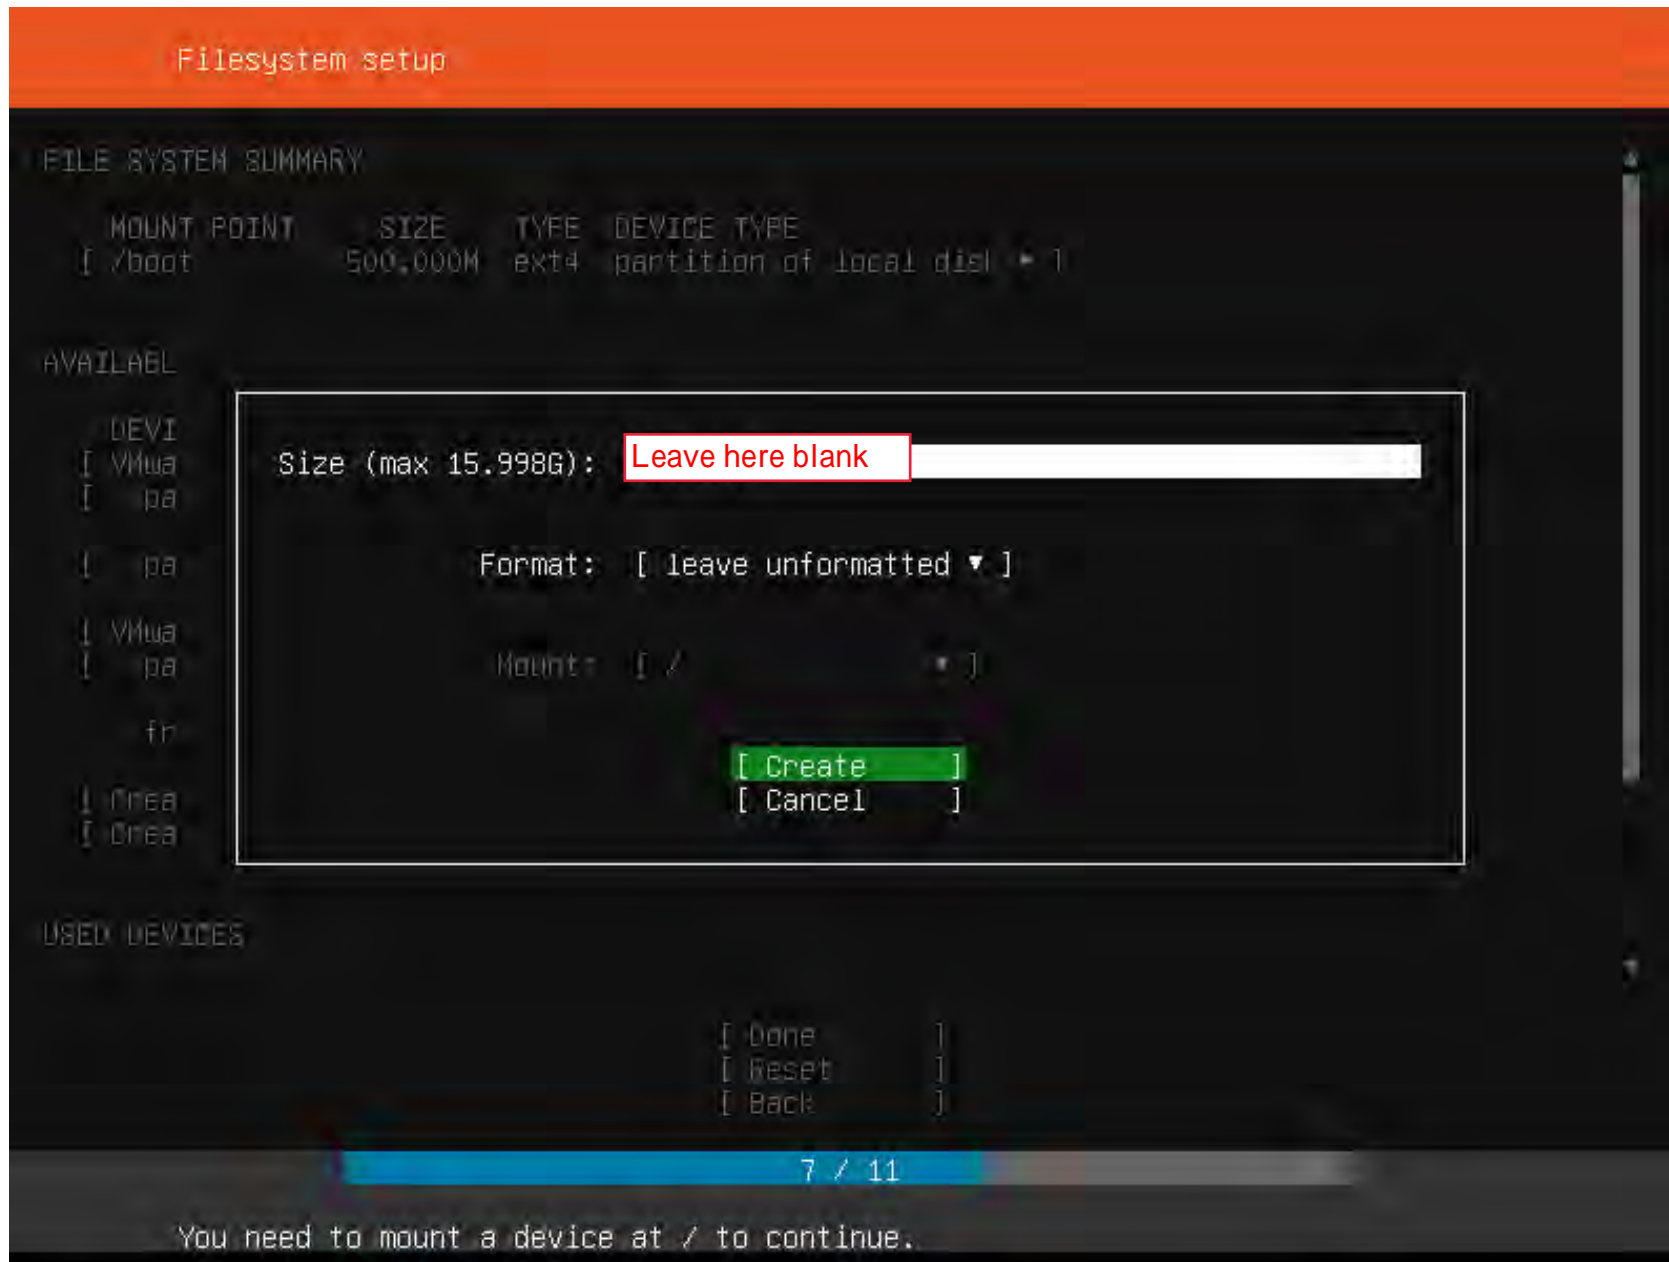 Filesystem setup
FILE SYSTEM SUMMARY
MOUNT POINT SIZE TYPE DEVICE TYPE
[ /boot 500.000M ext4 partition of local disk ▸ ]
AVAILABL
DEVI
[ VMwa
[ pa
[ pa
[ VMwa
[ pa
fr
[ Crea
[ Crea
Size (max 15.998G): Leave here blank
Format: [ leave unformatted ▾ ]
Mount: [ / ▾ ]
[ Create ]
[ Cancel ]
USED DEVICES
[ Done ]
[ Reset ]
[ Back ]
7 / 11
You need to mount a device at / to continue.